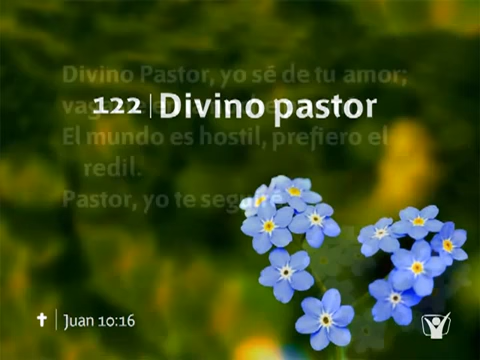 Divino Pastor, yo sé de tu amor;
122 | Divino pastor
El mundo es hostil, prefiero el
redil.
Pastor, yo te seguiré
Juan 10:16